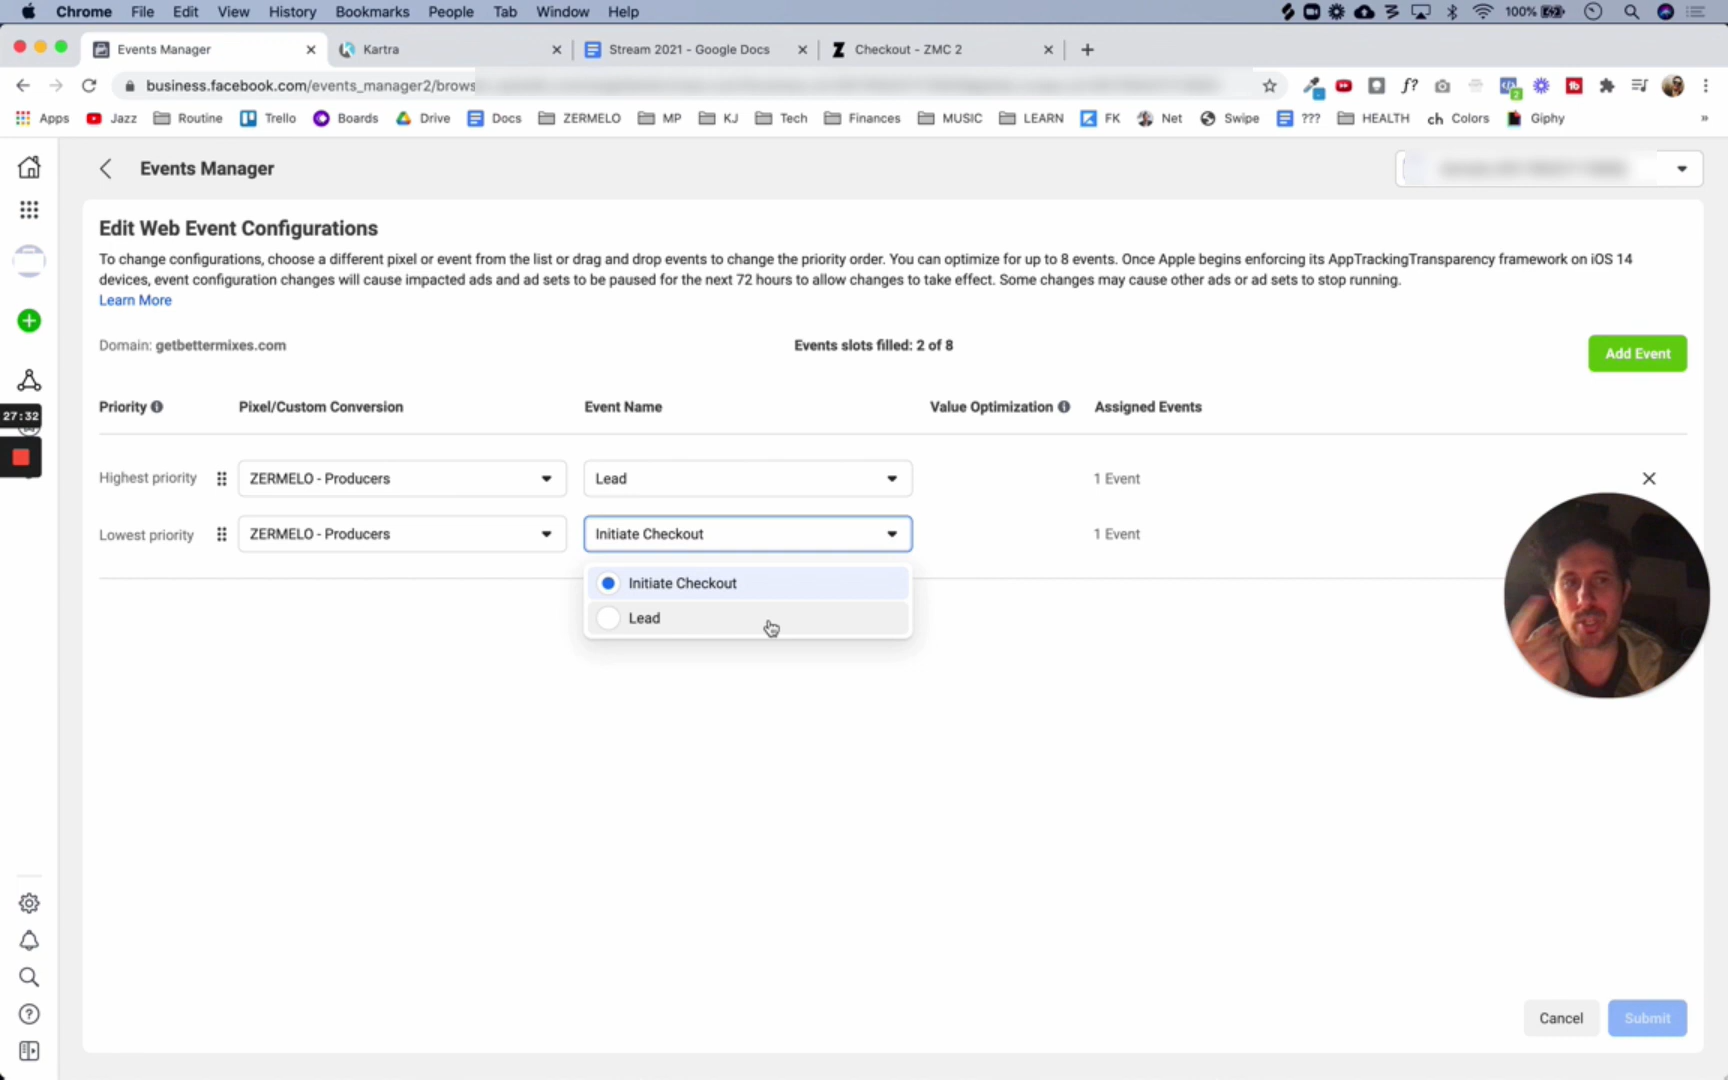 Chrome File Edit View History Bookmarks People Tab Window Help 100%
Events Manager Kartra Stream 2021 - Google Docs Checkout - ZMC 2
business.facebook.com/events_manager2/brows
Apps Jazz Routine Trello Boards Drive Docs ZERMELO MP KJ Tech Finances MUSIC LEARN FK Net Swipe ??? HEALTH ch Colors Giphy »
Events Manager
Edit Web Event Configurations
To change configurations, choose a different pixel or event from the list or drag and drop events to change the priority order. You can optimize for up to 8 events. Once Apple begins enforcing its AppTrackingTransparency framework on iOS 14
devices, event configuration changes will cause impacted ads and ad sets to be paused for the next 72 hours to allow changes to take effect. Some changes may cause other ads or ad sets to stop running.
Learn More
Domain: getbettermixes.com Events slots filled: 2 of 8 Add Event
Priority Pixel/Custom Conversion Event Name Value Optimization Assigned Events
27:32
Highest priority ZERMELO - Producers Lead 1 Event
Lowest priority ZERMELO - Producers Initiate Checkout 1 Event
Initiate Checkout
Lead
Cancel Submit